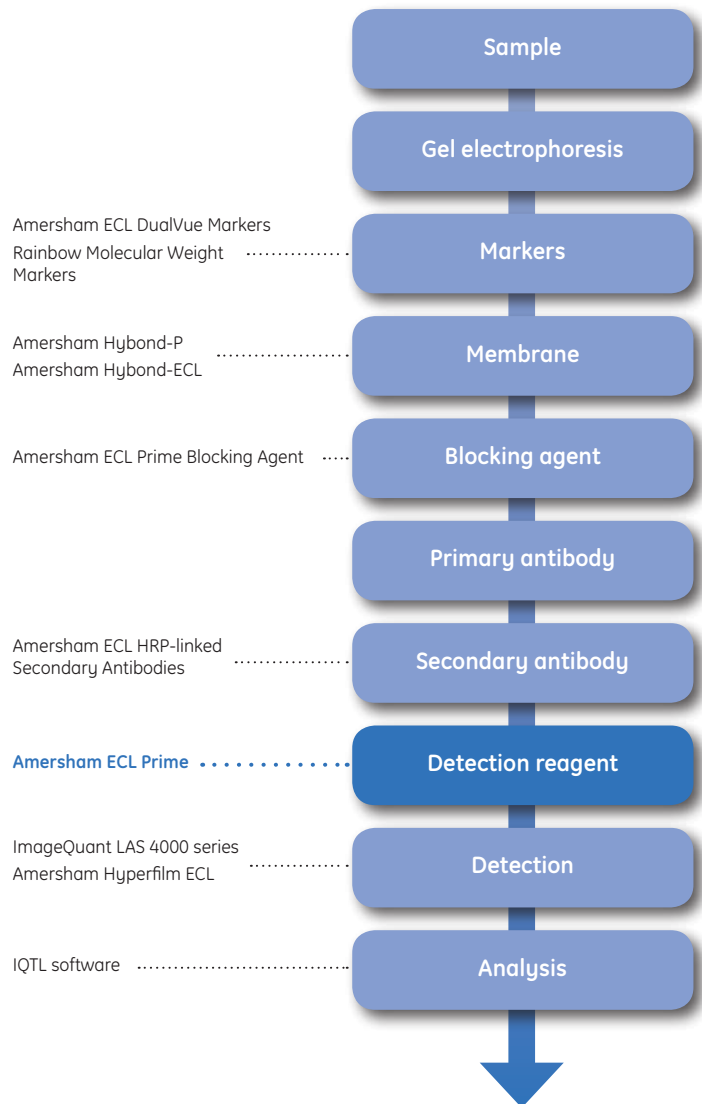 Sample
Gel electrophoresis
Amersham ECL DualVue Markers
Rainbow Molecular Weight
Markers
Markers
Amersham Hybond-P
Amersham Hybond-ECL
Membrane
Amersham ECL Prime Blocking Agent
Blocking agent
Primary antibody
Amersham ECL HRP-linked
Secondary Antibodies
Secondary antibody
Amersham ECL Prime
Detection reagent
ImageQuant LAS 4000 series
Amersham Hyperfilm ECL
Detection
IQTL software
Analysis